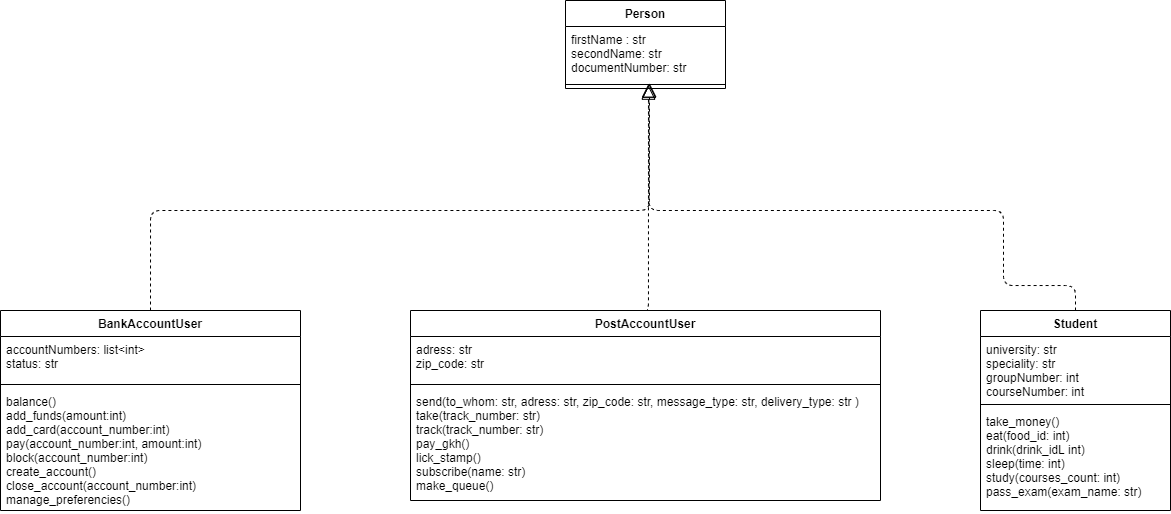 Person
firstName : str
secondName: str
documentNumber: str
BankAccountUser
accountNumbers: list<int>
status: str
balance()
add_funds(amount:int)
add_card(account_number:int)
pay(account_number:int, amount:int)
block(account_number:int)
create_account()
close_account(account_number:int)
manage_preferencies()
PostAccountUser
adress: str
zip_code: str
send(to_whom: str, adress: str, zip_code: str, message_type: str, delivery_type: str )
take(track_number: str)
track(track_number: str)
pay_gkh()
lick_stamp()
subscribe(name: str)
make_queue()
Student
university: str
speciality: str
groupNumber: int
courseNumber: int
take_money()
eat(food_id: int)
drink(drink_idL int)
sleep(time: int)
study(courses_count: int)
pass_exam(exam_name: str)